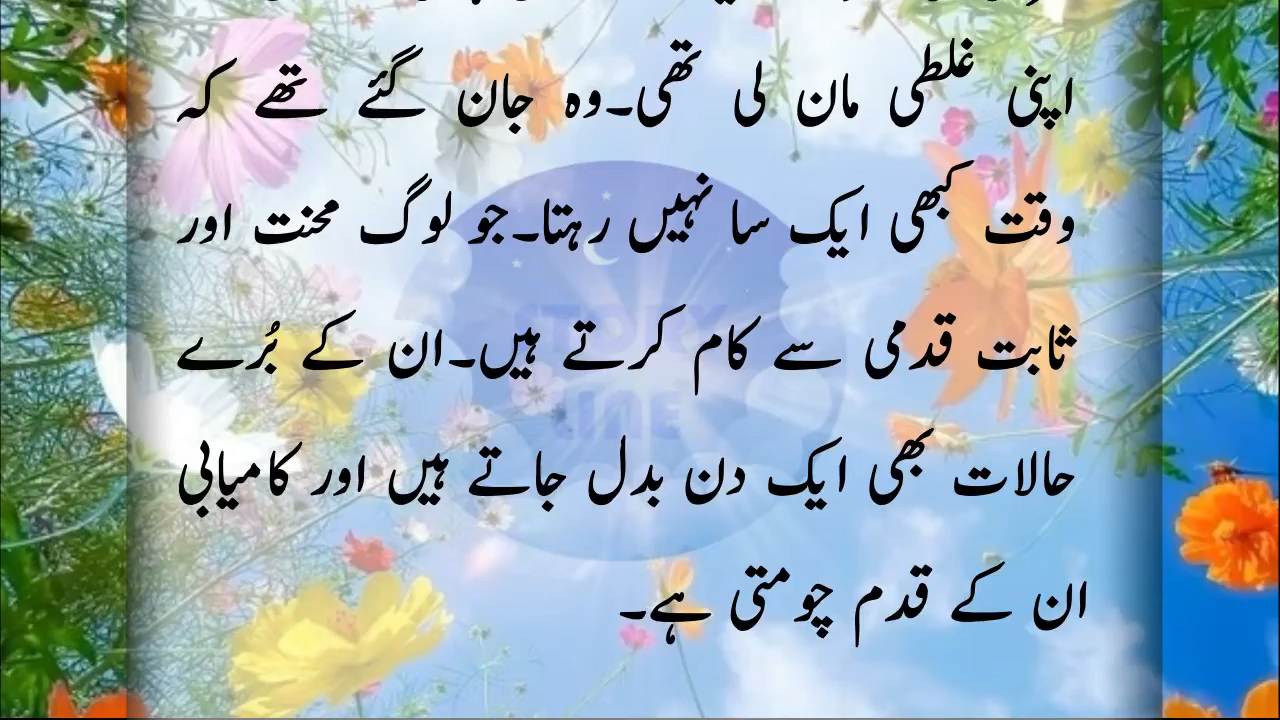 اپنی غلطی مان لی تھی۔وہ جان گئے تھے کہ
وقت کبھی ایک سا نہیں رہتا۔جو لوگ محنت اور
ثابت قدمی سے کام کرتے ہیں۔ان کے بُرے
حالات بھی ایک دن بدل جاتے ہیں اور کامیابی
ان کے قدم چومتی ہے۔